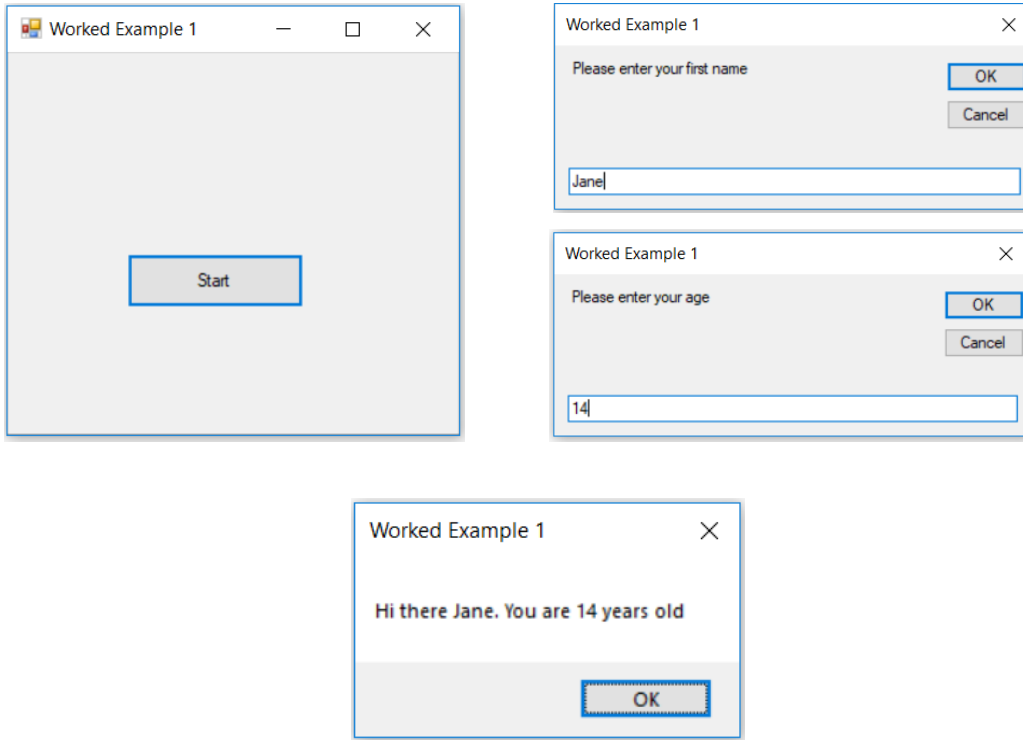 Worked Example 1
Start
Worked Example 1
Please enter your first name
OK
Cancel
Jane
Worked Example 1
Please enter your age
OK
Cancel
14
Worked Example 1
Hi there Jane. You are 14 years old
OK